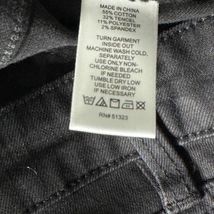 MADE IN CHINA
55% COTTON
32% TENCEL
11% POLYESTER
2% SPANDEX
TURN GARMENT
INSIDE OUT
MACHINE WASH COLD,
SEPARATELY
USE ONLY NON-
CHLORINE BLEACH
IF NEEDED
TUMBLE DRY LOW
USE LOW IRON
IF NECESSARY
RN# 51323